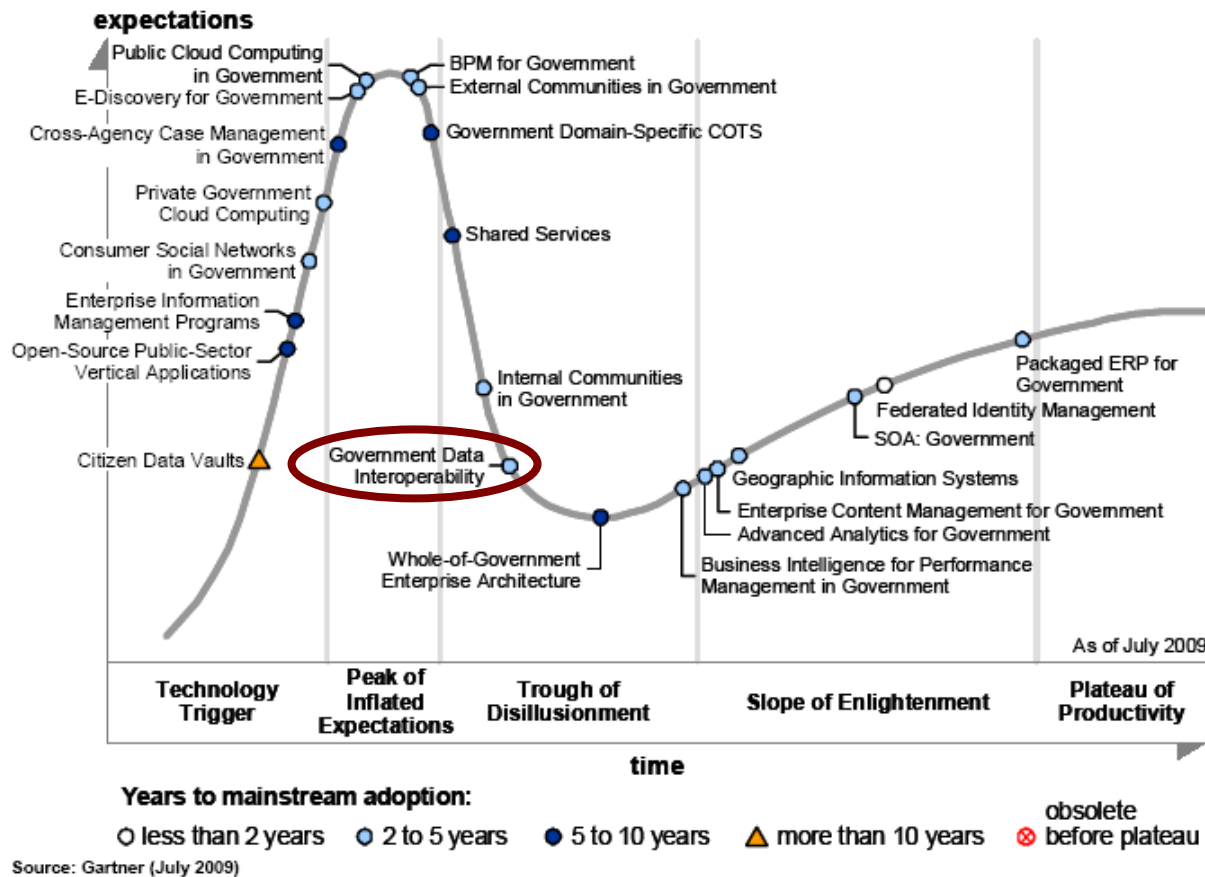 expectations
Public Cloud Computing
in Government
E-Discovery for Government
Cross-Agency Case Management
in Government
Private Government
Cloud Computing
Consumer Social Networks
in Government
Enterprise Information
Management Programs
Open-Source Public-Sector
Vertical Applications
Citizen Data Vaults
BPM for Government
External Communities in Government
Government Domain-Specific COTS
Shared Services
Internal Communities
in Government
Government Data
Interoperability
Whole-of-Government
Enterprise Architecture
Packaged ERP for
Government
Federated Identity Management
SOA: Government
Geographic Information Systems
Enterprise Content Management for Government
Advanced Analytics for Government
Business Intelligence for Performance
Management in Government
As of July 2009
Technology
Trigger
Peak of
Inflated
Expectations
Trough of
Disillusionment
Slope of Enlightenment
Plateau of
Productivity
time
Years to mainstream adoption:
less than 2 years
2 to 5 years
5 to 10 years
more than 10 years
obsolete
before plateau
Source: Gartner (July 2009)